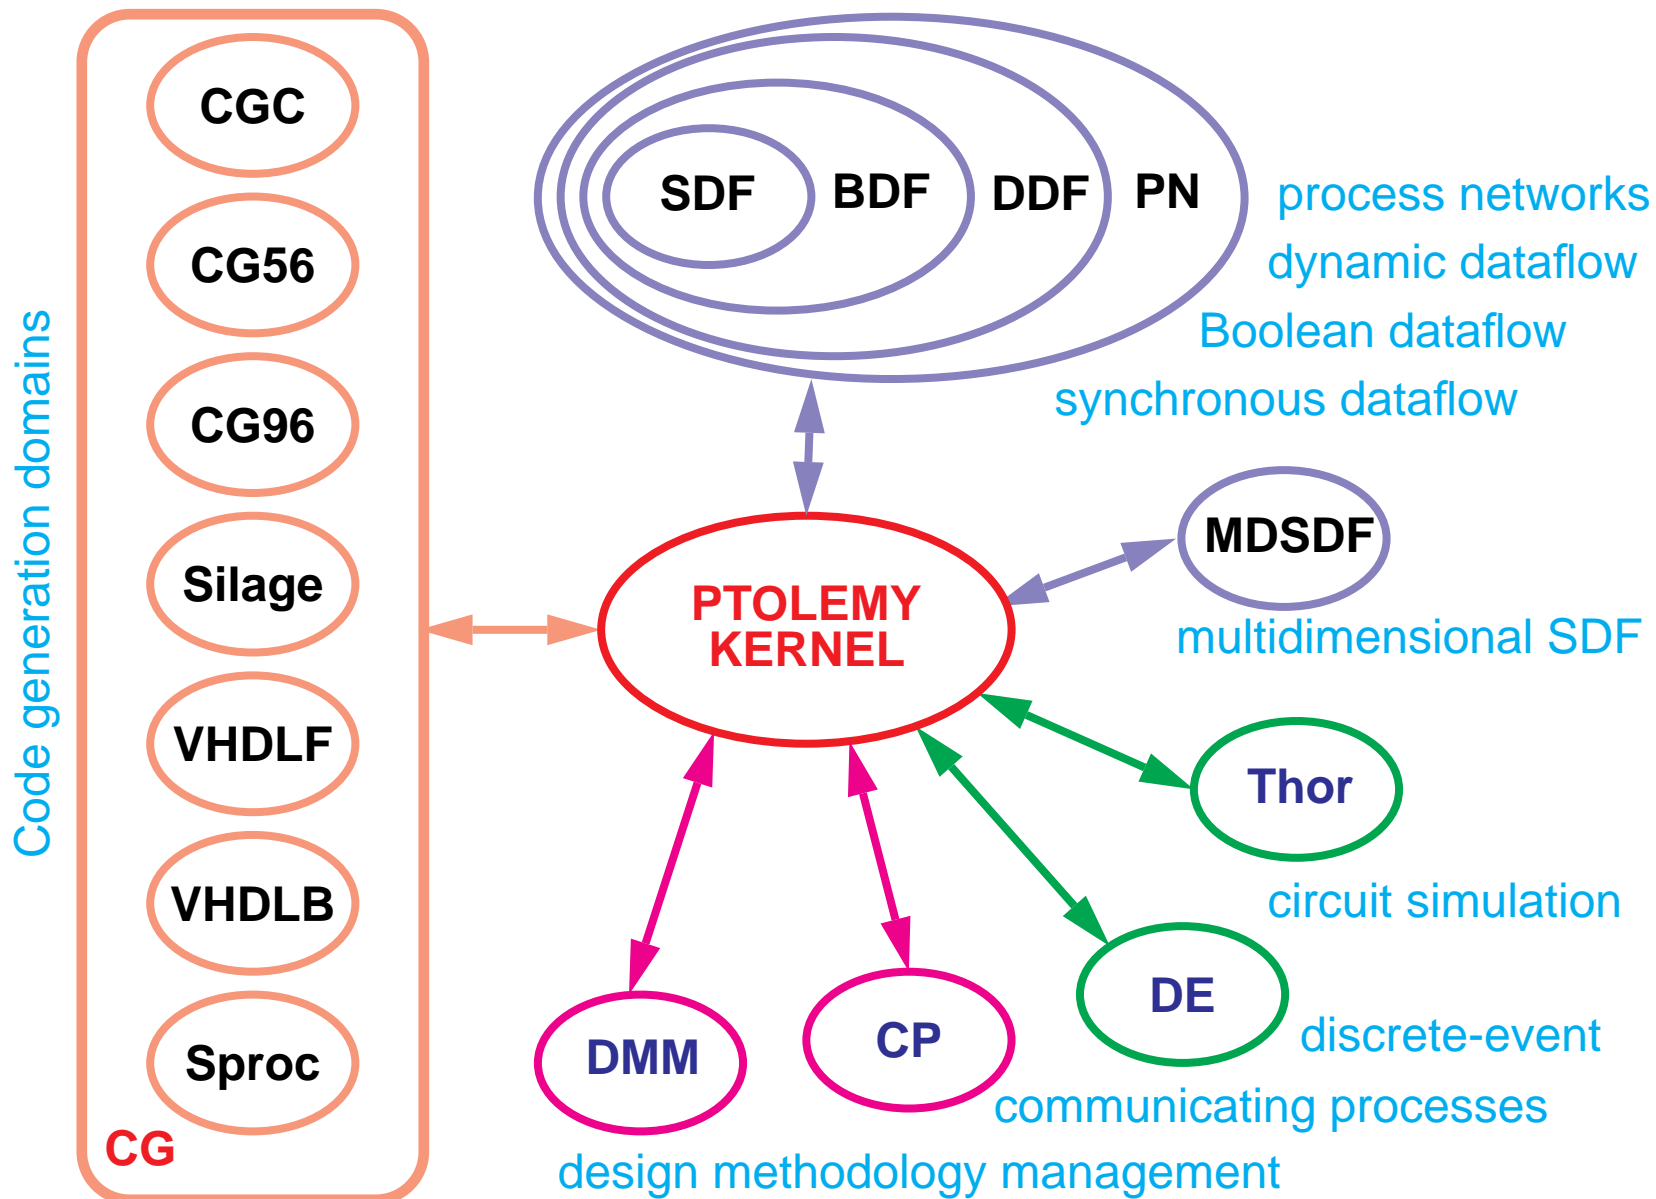 Code generation domains
CGC
CG56
CG96
Silage
VHDLF
VHDLB
Sproc
CG
SDF
BDF
DDF
PN
process networks
dynamic dataflow
Boolean dataflow
synchronous dataflow
PTOLEMY
KERNEL
MDSDF
multidimensional SDF
Thor
circuit simulation
DE
discrete-event
CP
communicating processes
DMM
design methodology management